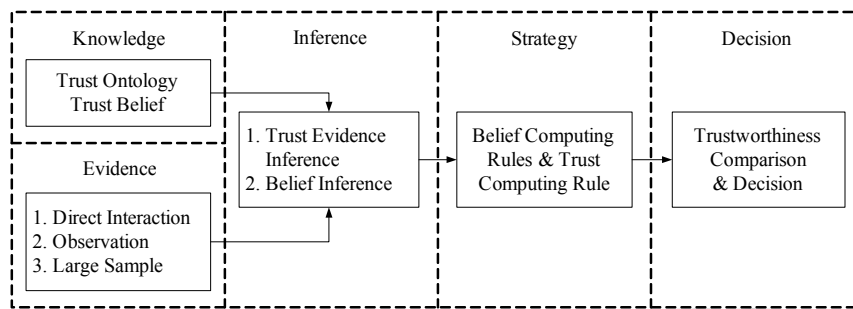 Knowledge
Trust Ontology
Trust Belief
Evidence
1. Direct Interaction
2. Observation
3. Large Sample
Inference
1. Trust Evidence
Inference
2. Belief Inference
Strategy
Belief Computing
Rules & Trust
Computing Rule
Decision
Trustworthiness
Comparison
& Decision